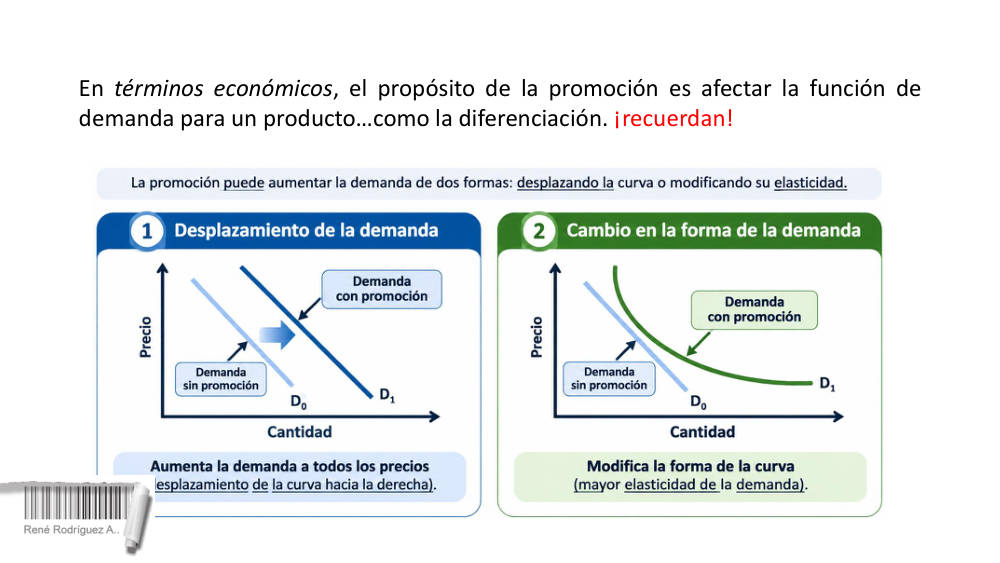 En términos económicos, el propósito de la promoción es afectar la función de
demanda para un producto…como la diferenciación. ¡recuerdan!
La promoción puede aumentar la demanda de dos formas: desplazando la curva o modificando su elasticidad.
1 Desplazamiento de la demanda
Precio
Demanda
con promoción
Demanda
sin promoción
D₀
D₁
Cantidad
Aumenta la demanda a todos los precios
esplazamiento de la curva hacia la derecha).
2 Cambio en la forma de la demanda
Precio
Demanda
con promoción
Demanda
sin promoción
D₀
D₁
Cantidad
Modifica la forma de la curva
(mayor elasticidad de la demanda).
René Rodríguez A..